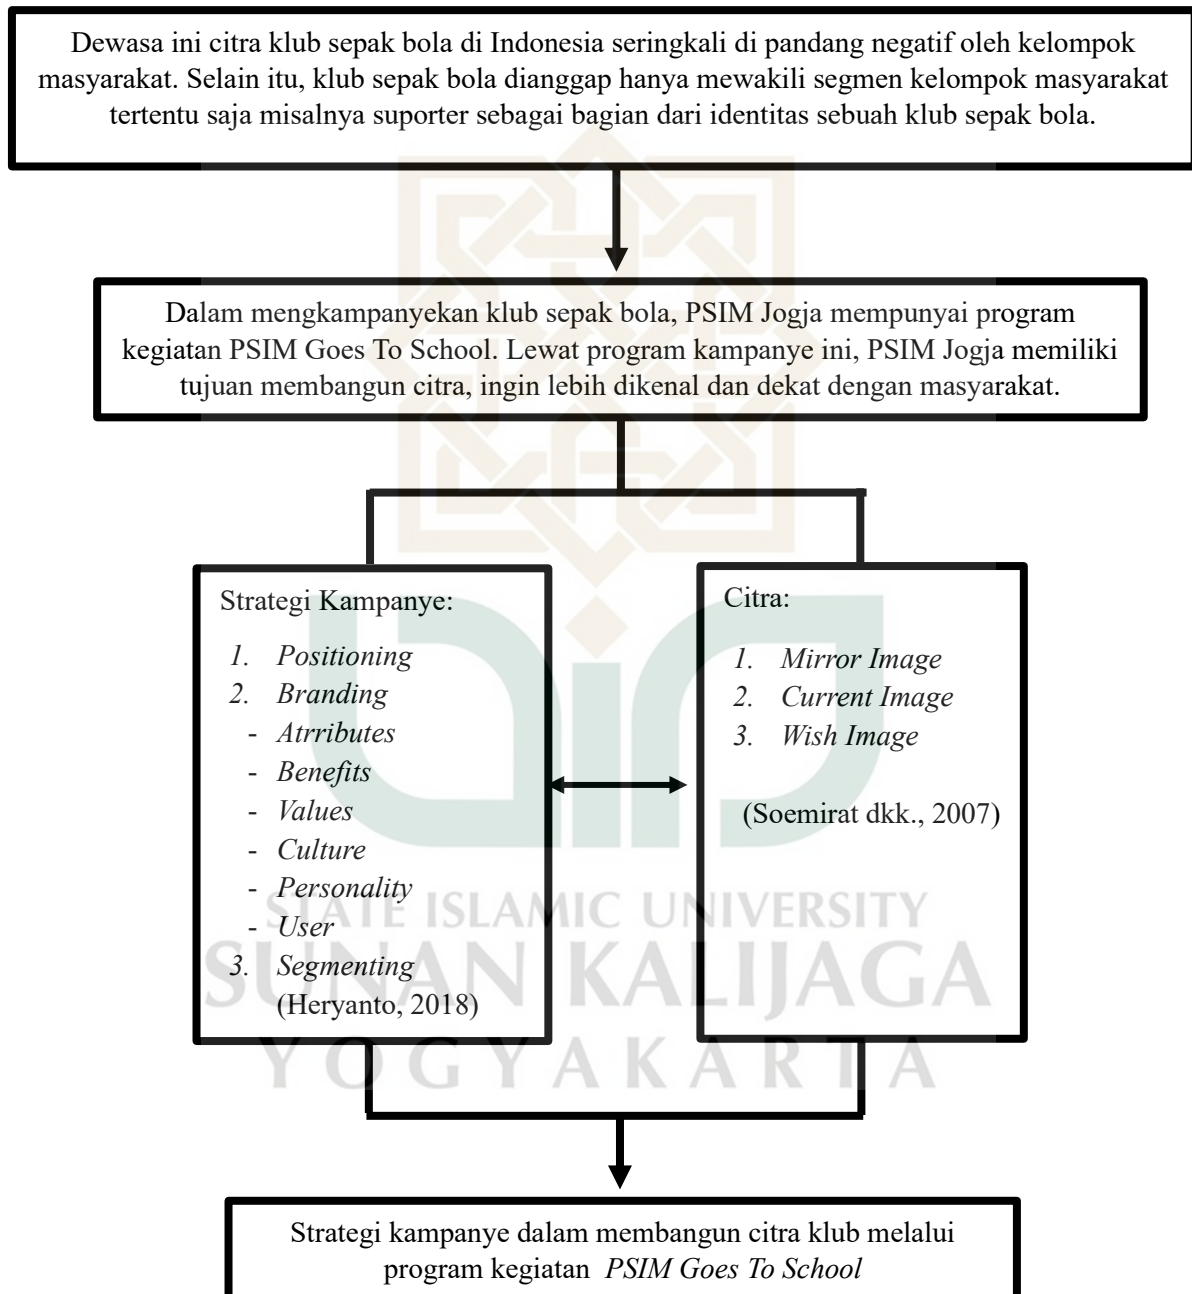 Dewasa ini citra klub sepak bola di Indonesia seringkali di pandang negatif oleh kelompok
masyarakat. Selain itu, klub sepak bola dianggap hanya mewakili segmen kelompok masyarakat
tertentu saja misalnya suporter sebagai bagian dari identitas sebuah klub sepak bola.
Dalam mengkampanyekan klub sepak bola, PSIM Jogja mempunyai program
kegiatan PSIM Goes To School. Lewat program kampanye ini, PSIM Jogja memiliki
tujuan membangun citra, ingin lebih dikenal dan dekat dengan masyarakat.
Strategi Kampanye:
1. Positioning
2. Branding
- Atrributes
- Benefits
- Values
- Culture
- Personality
- User
3. Segmenting
(Heryanto, 2018)
Citra:
1. Mirror Image
2. Current Image
3. Wish Image
(Soemirat dkk., 2007)
STATE ISLAMIC UNIVERSITY
SUNAN KALIJAGA
YOGYAKARTA
Strategi kampanye dalam membangun citra klub melalui
program kegiatan PSIM Goes To School